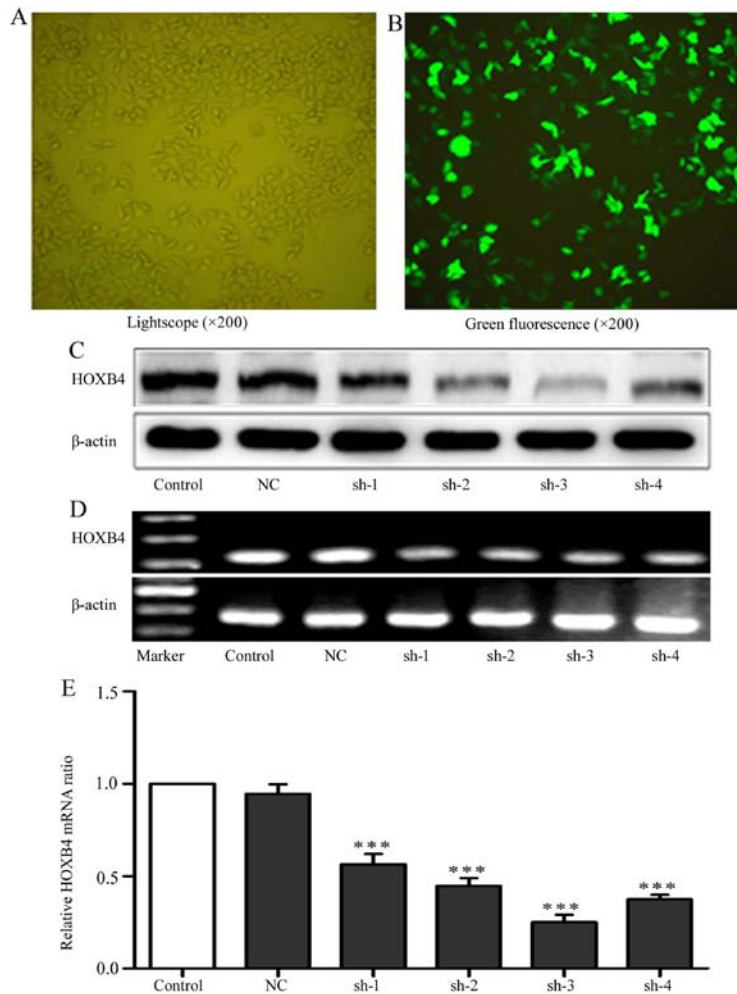 A
B
Lightscope (×200)
Green fluorescence (×200)
C
HOXB4
β-actin
Control NC sh-1 sh-2 sh-3 sh-4
D
HOXB4
β-actin
Marker Control NC sh-1 sh-2 sh-3 sh-4
E
Relative HOXB4 mRNA ratio
1.5
1.0
0.5
0.0
***
***
***
***
Control NC sh-1 sh-2 sh-3 sh-4